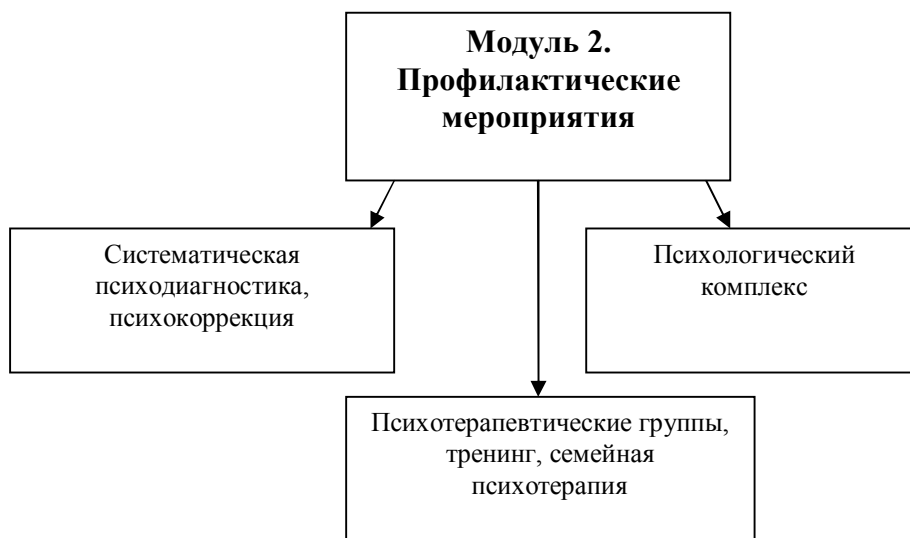 Модуль 2.
Профилактические
мероприятия
Систематическая
психодиагностика,
психокоррекция
Психологический
комплекс
Психотерапевтические группы,
тренинг, семейная
психотерапия